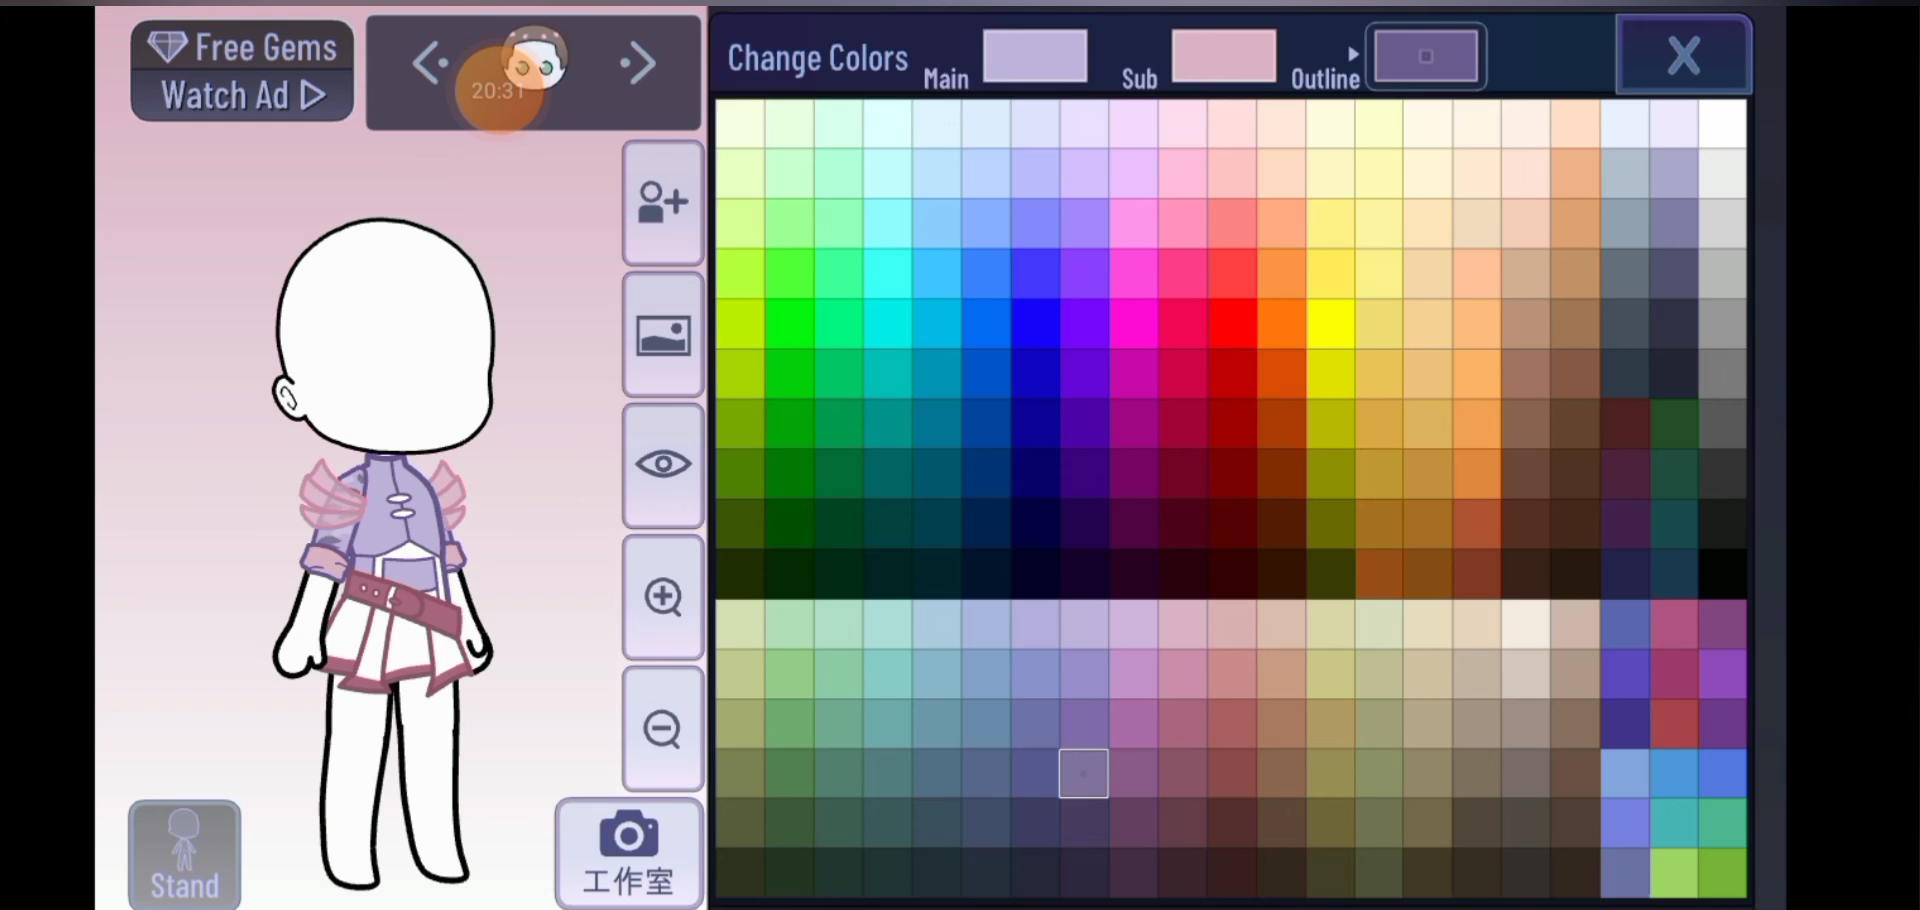 Free Gems
Watch Ad
20:31
Change Colors
Main
Sub
Outline
X
工作室
Stand